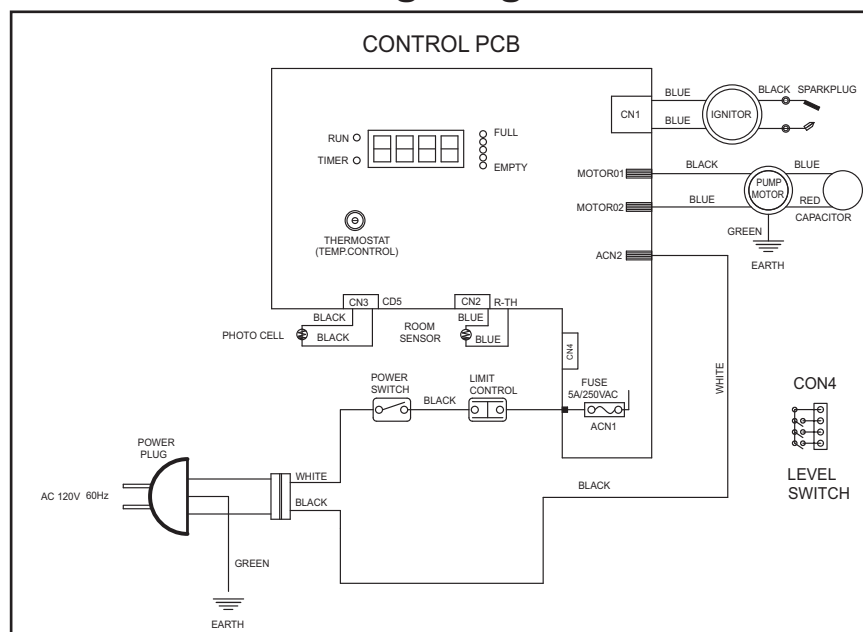 CONTROL PCB
RUN
TIMER
FULL
EMPTY
THERMOSTAT
(TEMP.CONTROL)
CN1
BLUE
BLUE
IGNITOR
BLACK
SPARKPLUG
MOTOR01
BLACK
MOTOR02
BLUE
PUMP
MOTOR
BLUE
RED
CAPACITOR
GREEN
EARTH
ACN2
CN3
CD5
BLACK
BLACK
PHOTO CELL
CN2
R-TH
BLUE
BLUE
ROOM
SENSOR
CN4
POWER
SWITCH
BLACK
LIMIT
CONTROL
FUSE
5A/250VAC
ACN1
WHITE
CON4
LEVEL
SWITCH
POWER
PLUG
AC 120V 60Hz
WHITE
BLACK
BLACK
GREEN
EARTH